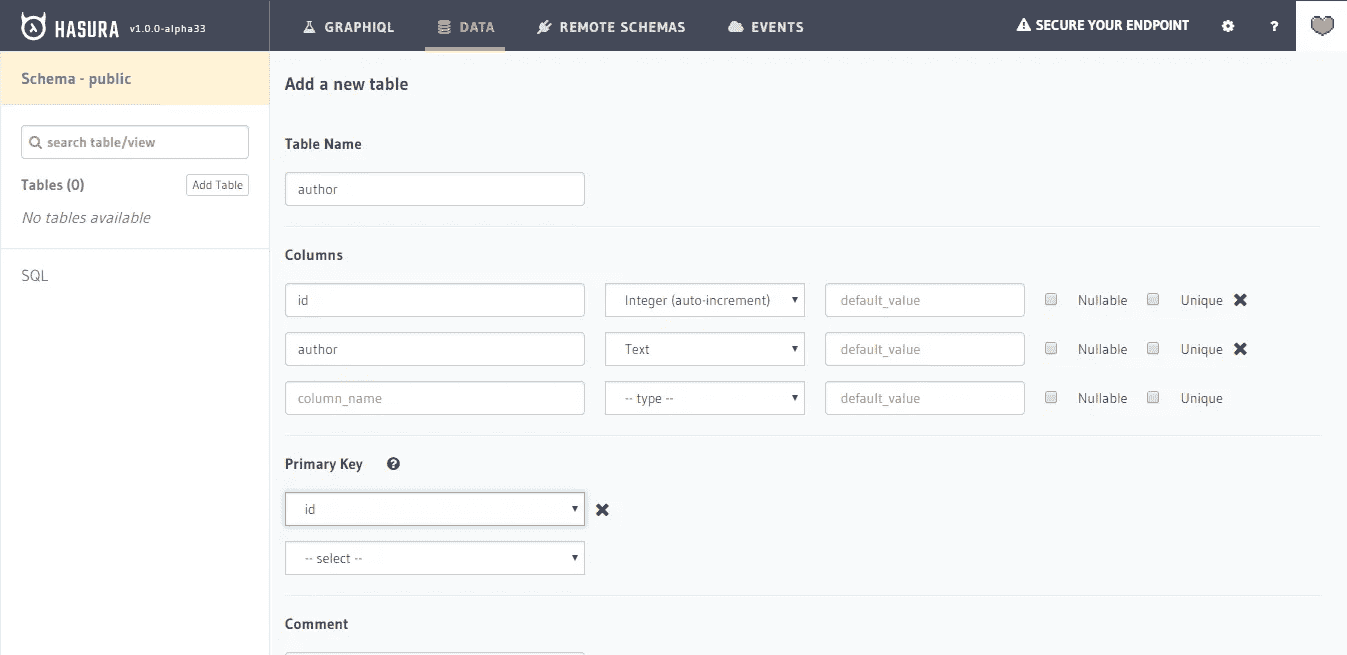 HASURA v1.0.0-alpha33 GRAPHIQL DATA REMOTE SCHEMAS EVENTS SECURE YOUR ENDPOINT ?
Schema - public
search table/view
Tables (0) Add Table
No tables available
SQL
Add a new table
Table Name
author
Columns
id Integer (auto-increment) default_value Nullable Unique
author Text default_value Nullable Unique
column_name -- type -- default_value Nullable Unique
Primary Key ?
id
-- select --
Comment